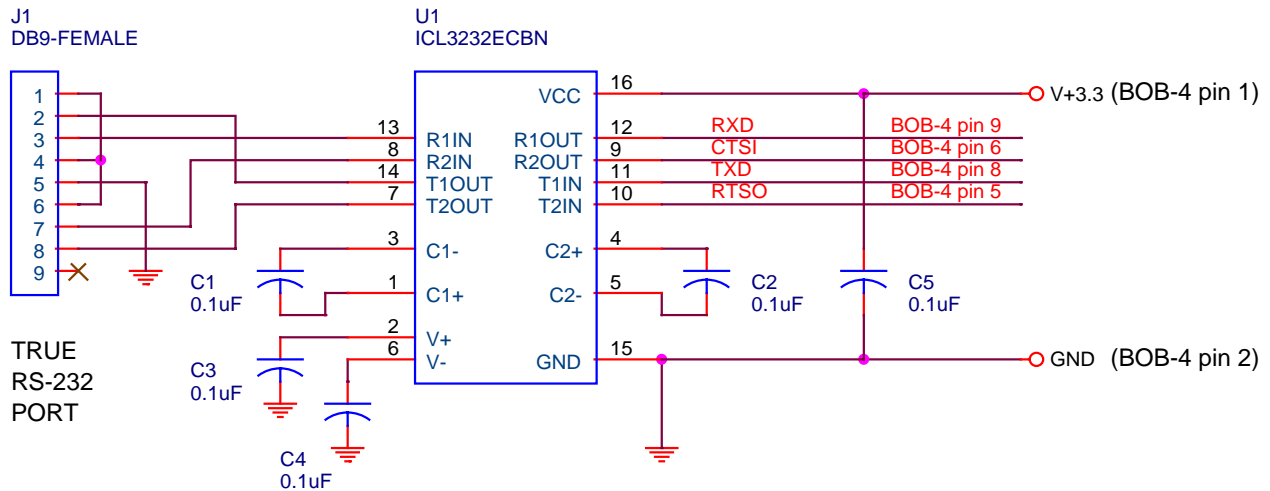 J1
DB9-FEMALE
1
2
3
4
5
6
7
8
9
TRUE
RS-232
PORT
U1
ICL3232ECBN
13 R1IN
8 R2IN
14 T1OUT
7 T2OUT
3 C1-
1 C1+
2 V+
6 V-
VCC 16
R1OUT 12 RXD BOB-4 pin 9
R2OUT 9 CTSI BOB-4 pin 6
T1IN 11 TXD BOB-4 pin 8
T2IN 10 RTSO BOB-4 pin 5
C2+ 4
C2- 5
GND 15
C1
0.1uF
C3
0.1uF
C4
0.1uF
C2
0.1uF
C5
0.1uF
V+3.3 (BOB-4 pin 1)
GND (BOB-4 pin 2)